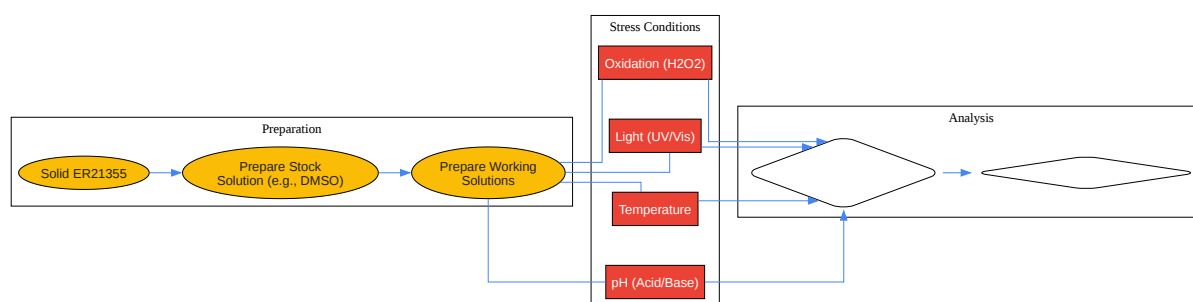 Preparation
Solid ER21355
Prepare Stock
Solution (e.g., DMSO)
Prepare Working
Solutions
Stress Conditions
Oxidation (H2O2)
Light (UV/Vis)
Temperature
pH (Acid/Base)
Analysis